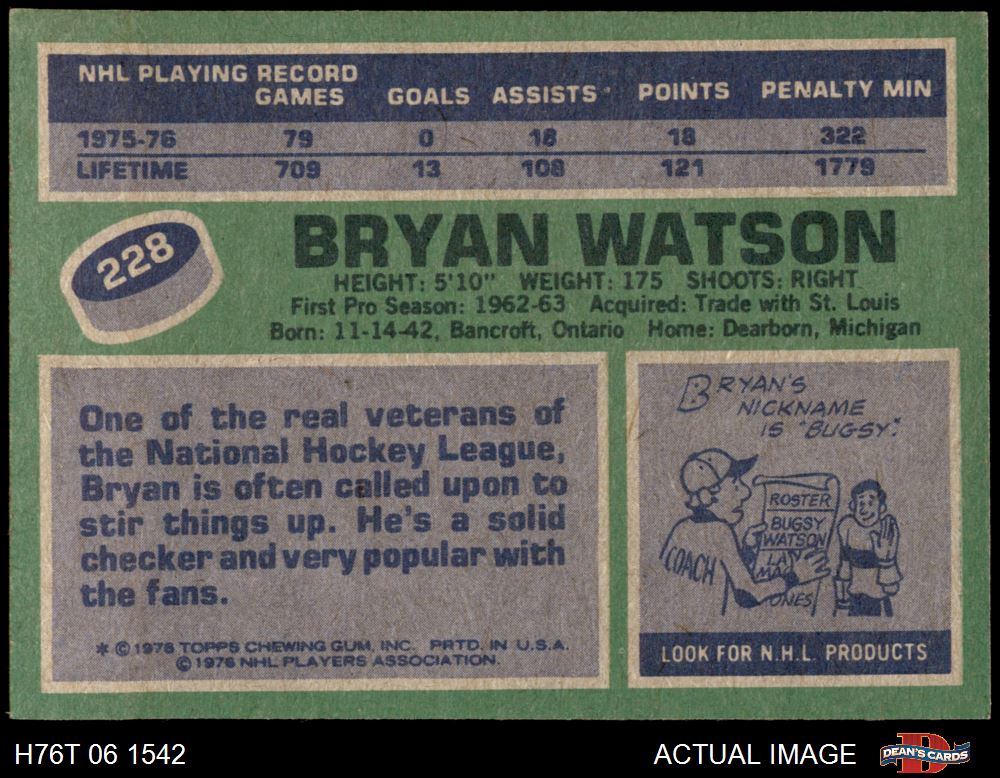 NHL PLAYING RECORD
GAMES GOALS ASSISTS POINTS PENALTY MIN
1975-76 79 0 18 18 322
LIFETIME 709 13 108 121 1779
228
BRYAN WATSON
HEIGHT: 5'10" WEIGHT: 175 SHOOTS: RIGHT
First Pro Season: 1962-63 Acquired: Trade with St. Louis
Born: 11-14-42, Bancroft, Ontario Home: Dearborn, Michigan
One of the real veterans of
the National Hockey League,
Bryan is often called upon to
stir things up. He's a solid
checker and very popular with
the fans.
* © 1976 TOPPS CHEWING GUM, INC. PRTD. IN U.S.A.
© 1976 NHL PLAYERS ASSOCIATION.
BRYAN'S
NICKNAME
IS "BUGSY."
ROSTER
BUGSY
WATSON
COACH
LOOK FOR N.H.L. PRODUCTS
H76T 06 1542
ACTUAL IMAGE
DEAN'S CARDS